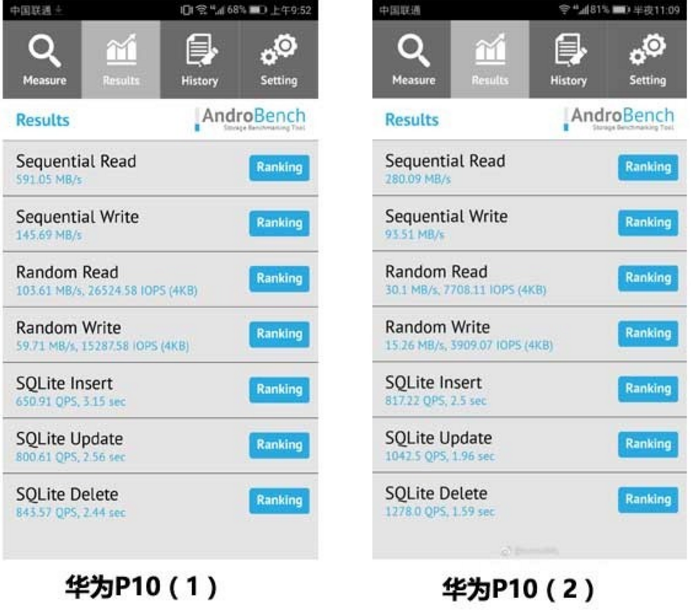 中国联通 68% 上午9:52
Measure Results History Setting
Results AndroBench
Storage Benchmarking Tool
Sequential Read
591.05 MB/s
Ranking
Sequential Write
145.69 MB/s
Ranking
Random Read
103.61 MB/s, 26524.58 IOPS (4KB)
Ranking
Random Write
59.71 MB/s, 15287.58 IOPS (4KB)
Ranking
SQLite Insert
650.91 QPS, 3.15 sec
Ranking
SQLite Update
800.61 QPS, 2.56 sec
Ranking
SQLite Delete
843.57 QPS, 2.44 sec
Ranking
华为P10（1）
中国联通 81% 半夜11:09
Measure Results History Setting
Results AndroBench
Storage Benchmarking Tool
Sequential Read
280.09 MB/s
Ranking
Sequential Write
93.51 MB/s
Ranking
Random Read
30.1 MB/s, 7708.11 IOPS (4KB)
Ranking
Random Write
15.26 MB/s, 3909.07 IOPS (4KB)
Ranking
SQLite Insert
817.22 QPS, 2.5 sec
Ranking
SQLite Update
1042.5 QPS, 1.96 sec
Ranking
SQLite Delete
1278.0 QPS, 1.59 sec
Ranking
华为P10（2）